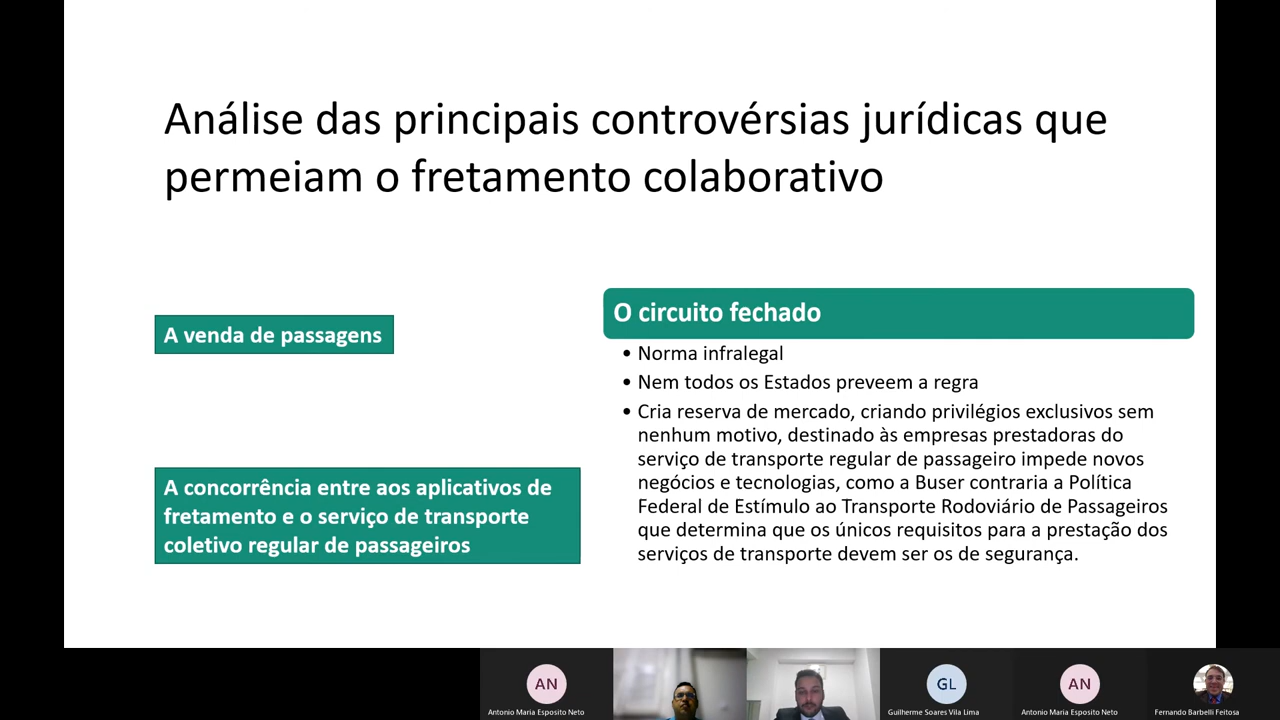 Análise das principais controvérsias jurídicas que
permeiam o fretamento colaborativo
A venda de passagens
A concorrência entre aos aplicativos de
fretamento e o serviço de transporte
coletivo regular de passageiros
O circuito fechado
• Norma infralegal
• Nem todos os Estados preveem a regra
• Cria reserva de mercado, criando privilégios exclusivos sem
nenhum motivo, destinado às empresas prestadoras do
serviço de transporte regular de passageiro impede novos
negócios e tecnologias, como a Buser contraria a Política
Federal de Estímulo ao Transporte Rodoviário de Passageiros
que determina que os únicos requisitos para a prestação dos
serviços de transporte devem ser os de segurança.
AN
GL
AN
Antonio Maria Esposito Neto
Guilherme Soares Vila Lima
Antonio Maria Esposito Neto
Fernando Barbelli Feitosa